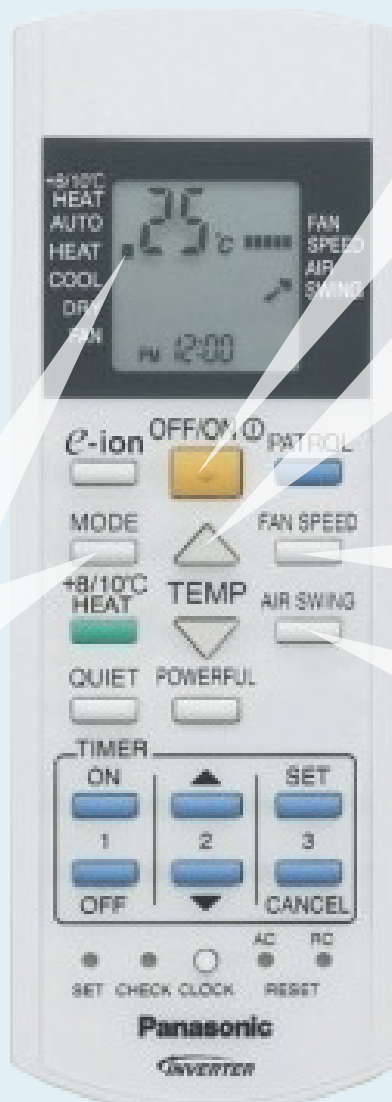 +8/10℃
HEAT
AUTO
HEAT
COOL
DRY
FAN
25 ℃
FAN
SPEED
AIR
SWING
PM 12:00
e-ion
OFF/ON
PATROL
MODE
FAN SPEED
+8/10℃
HEAT
TEMP
AIR SWING
QUIET
POWERFUL
TIMER
ON
▲
SET
1
2
3
OFF
▼
CANCEL
AC RC
SET CHECK CLOCK RESET
Panasonic
INVERTER